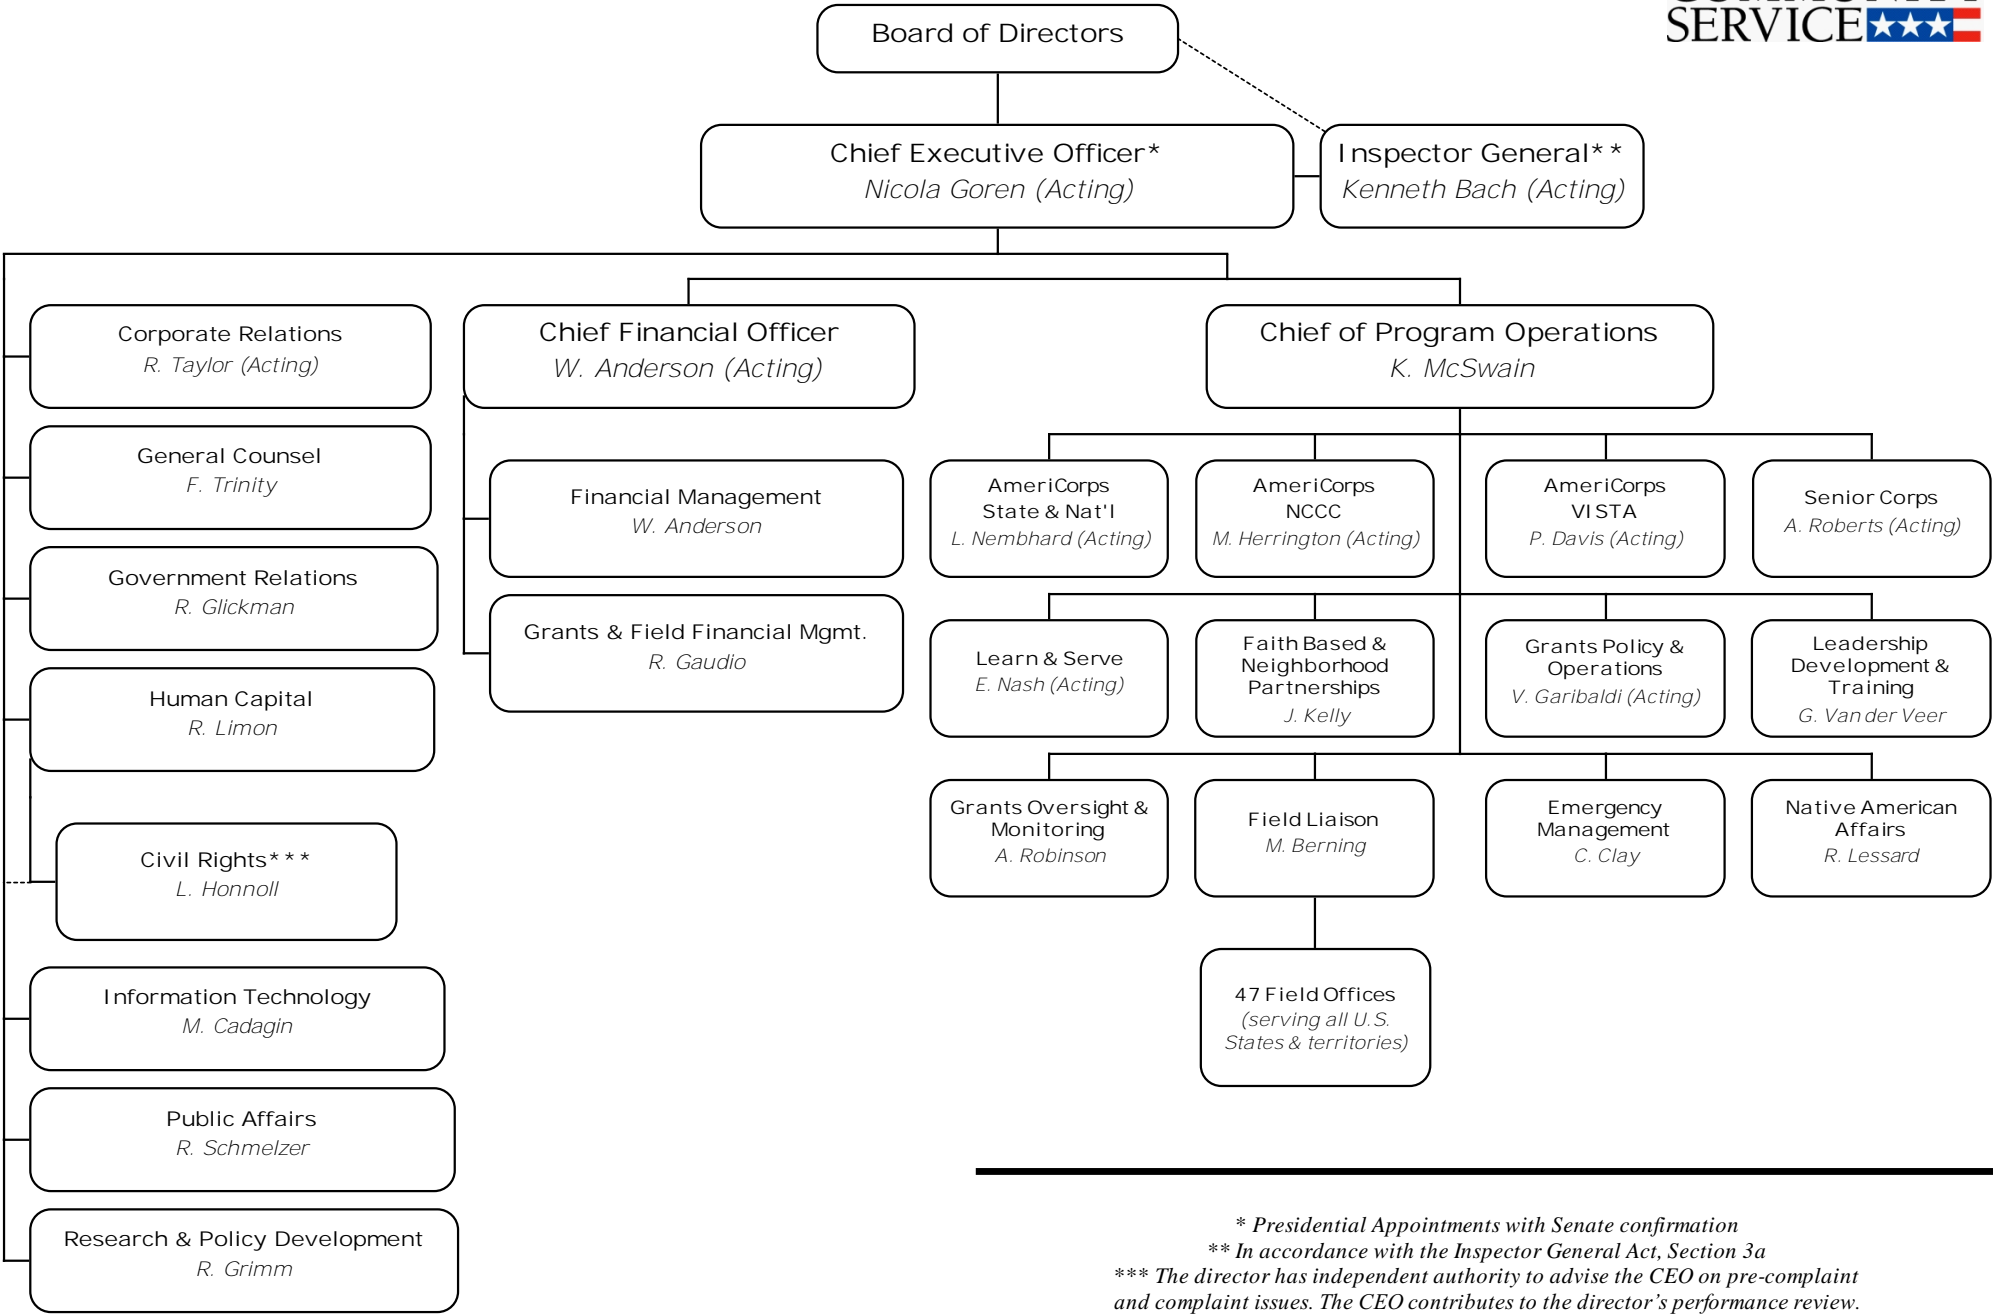 SERVICE
Board of Directors
Chief Executive Officer*
Nicola Goren (Acting)
Inspector General**
Kenneth Bach (Acting)
Corporate Relations
R. Taylor (Acting)
Chief Financial Officer
W. Anderson (Acting)
Chief of Program Operations
K. McSwain
General Counsel
F. Trinity
Government Relations
R. Glickman
Human Capital
R. Limon
Civil Rights***
L. Honnoll
Information Technology
M. Cadagin
Public Affairs
R. Schmelzer
Research & Policy Development
R. Grimm
Financial Management
W. Anderson
Grants & Field Financial Mgmt.
R. Gaudio
AmeriCorps
State & Nat'l
L. Nembhard (Acting)
AmeriCorps
NCCC
M. Herrington (Acting)
AmeriCorps
VISTA
P. Davis (Acting)
Senior Corps
A. Roberts (Acting)
Learn & Serve
E. Nash (Acting)
Faith Based &
Neighborhood
Partnerships
J. Kelly
Grants Policy &
Operations
V. Garibaldi (Acting)
Leadership
Development &
Training
G. Van der Veer
Grants Oversight &
Monitoring
A. Robinson
Field Liaison
M. Berning
Emergency
Management
C. Clay
Native American
Affairs
R. Lessard
47 Field Offices
(serving all U.S.
States & territories)
* Presidential Appointments with Senate confirmation
** In accordance with the Inspector General Act, Section 3a
*** The director has independent authority to advise the CEO on pre-complaint
and complaint issues. The CEO contributes to the director’s performance review.